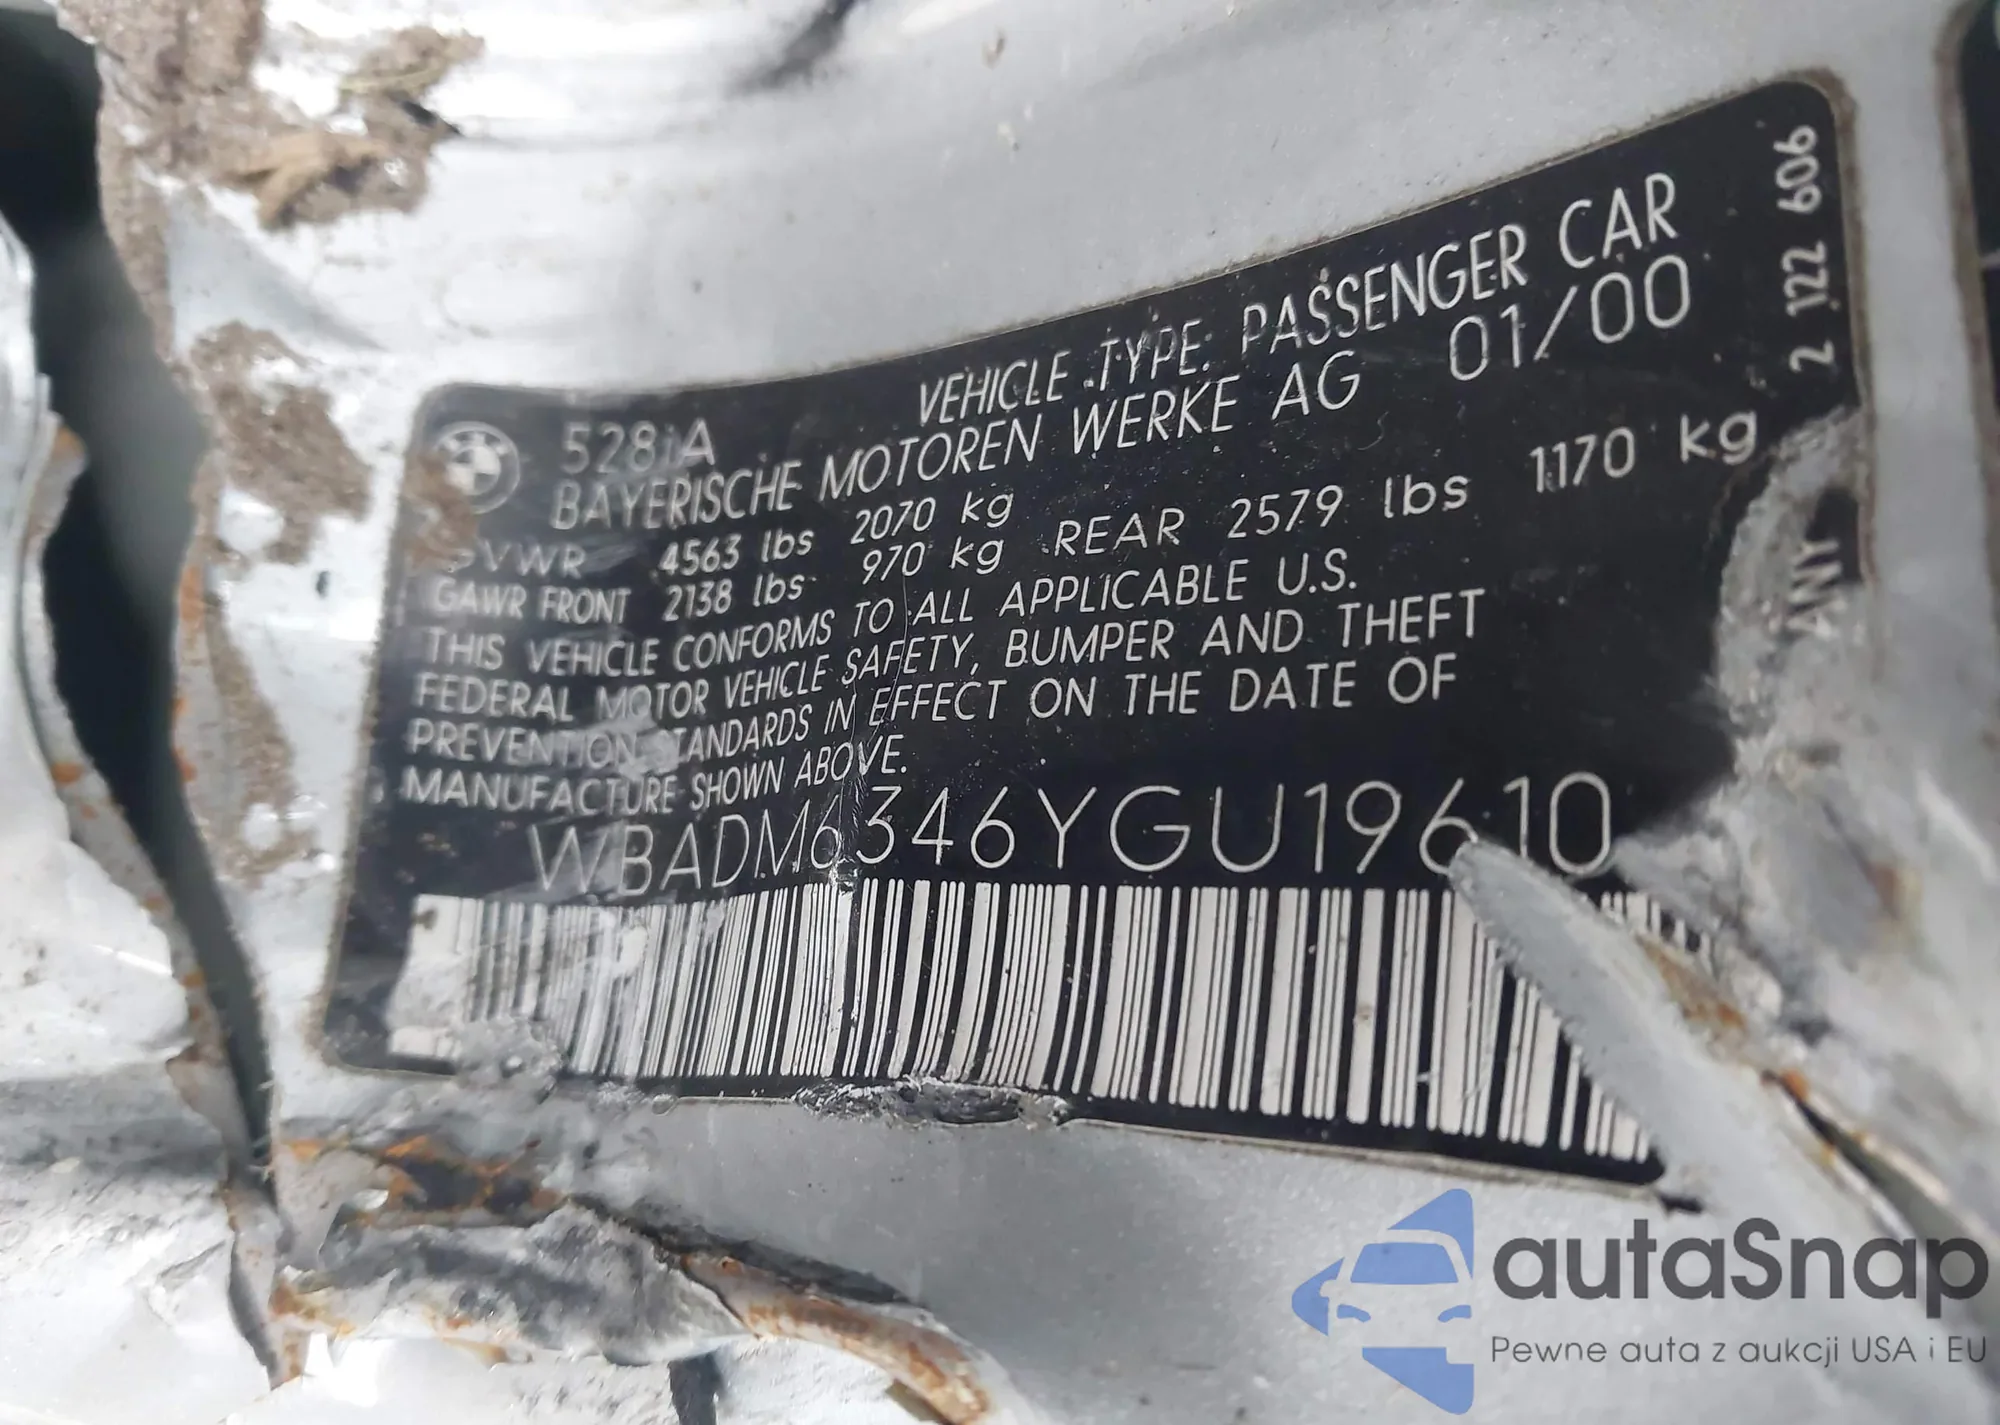 VEHICLE TYPE: PASSENGER CAR
528iA
BAYERISCHE MOTOREN WERKE AG 01/00
GVWR 4563 lbs 2070 kg
GAWR FRONT 2138 lbs 970 kg REAR 2579 lbs 1170 kg
THIS VEHICLE CONFORMS TO ALL APPLICABLE U.S.
FEDERAL MOTOR VEHICLE SAFETY, BUMPER AND THEFT
PREVENTION STANDARDS IN EFFECT ON THE DATE OF
MANUFACTURE SHOWN ABOVE.
WBADM6346YGU19610
2 122 606
autaSnap
Pewne auta z aukcji USA i EU